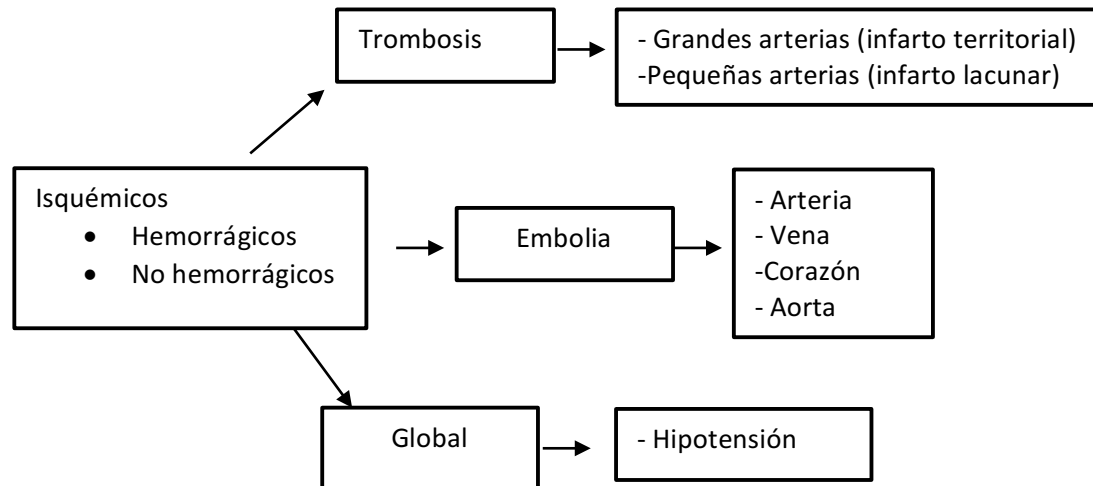 Trombosis
- Grandes arterias (infarto territorial)
-Pequeñas arterias (infarto lacunar)
Isquémicos
• Hemorrágicos
• No hemorrágicos
Embolia
- Arteria
- Vena
-Corazón
- Aorta
Global
- Hipotensión